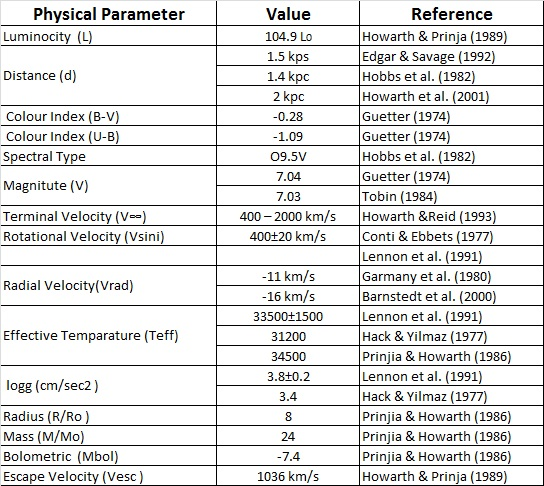 Physical Parameter Value Reference
Luminocity (L) 104.9 Lo Howarth & Prinja (1989)
Distance (d) 1.5 kps Edgar & Savage (1992)
1.4 kpc Hobbs et al. (1982)
2 kpc Howarth et al. (2001)
Colour Index (B-V) -0.28 Guetter (1974)
Colour Index (U-B) -1.09 Guetter (1974)
Spectral Type O9.5V Hobbs et al. (1982)
Magnitute (V) 7.04 Guetter (1974)
7.03 Tobin (1984)
Terminal Velocity (V∞) 400 – 2000 km/s Howarth &Reid (1993)
Rotational Velocity (Vsini) 400±20 km/s Conti & Ebbets (1977)
Lennon et al. (1991)
Radial Velocity(Vrad) -11 km/s Garmany et al. (1980)
-16 km/s Barnstedt et al. (2000)
Effective Temparature (Teff) 33500±1500 Lennon et al. (1991)
31200 Hack & Yilmaz (1977)
34500 Prinjia & Howarth (1986)
logg (cm/sec2 ) 3.8±0.2 Lennon et al. (1991)
3.4 Hack & Yilmaz (1977)
Radius (R/Ro ) 8 Prinjia & Howarth (1986)
Mass (M/Mo) 24 Prinjia & Howarth (1986)
Bolometric (Mbol) -7.4 Prinjia & Howarth (1986)
Escape Velocity (Vesc ) 1036 km/s Howarth & Prinja (1989)